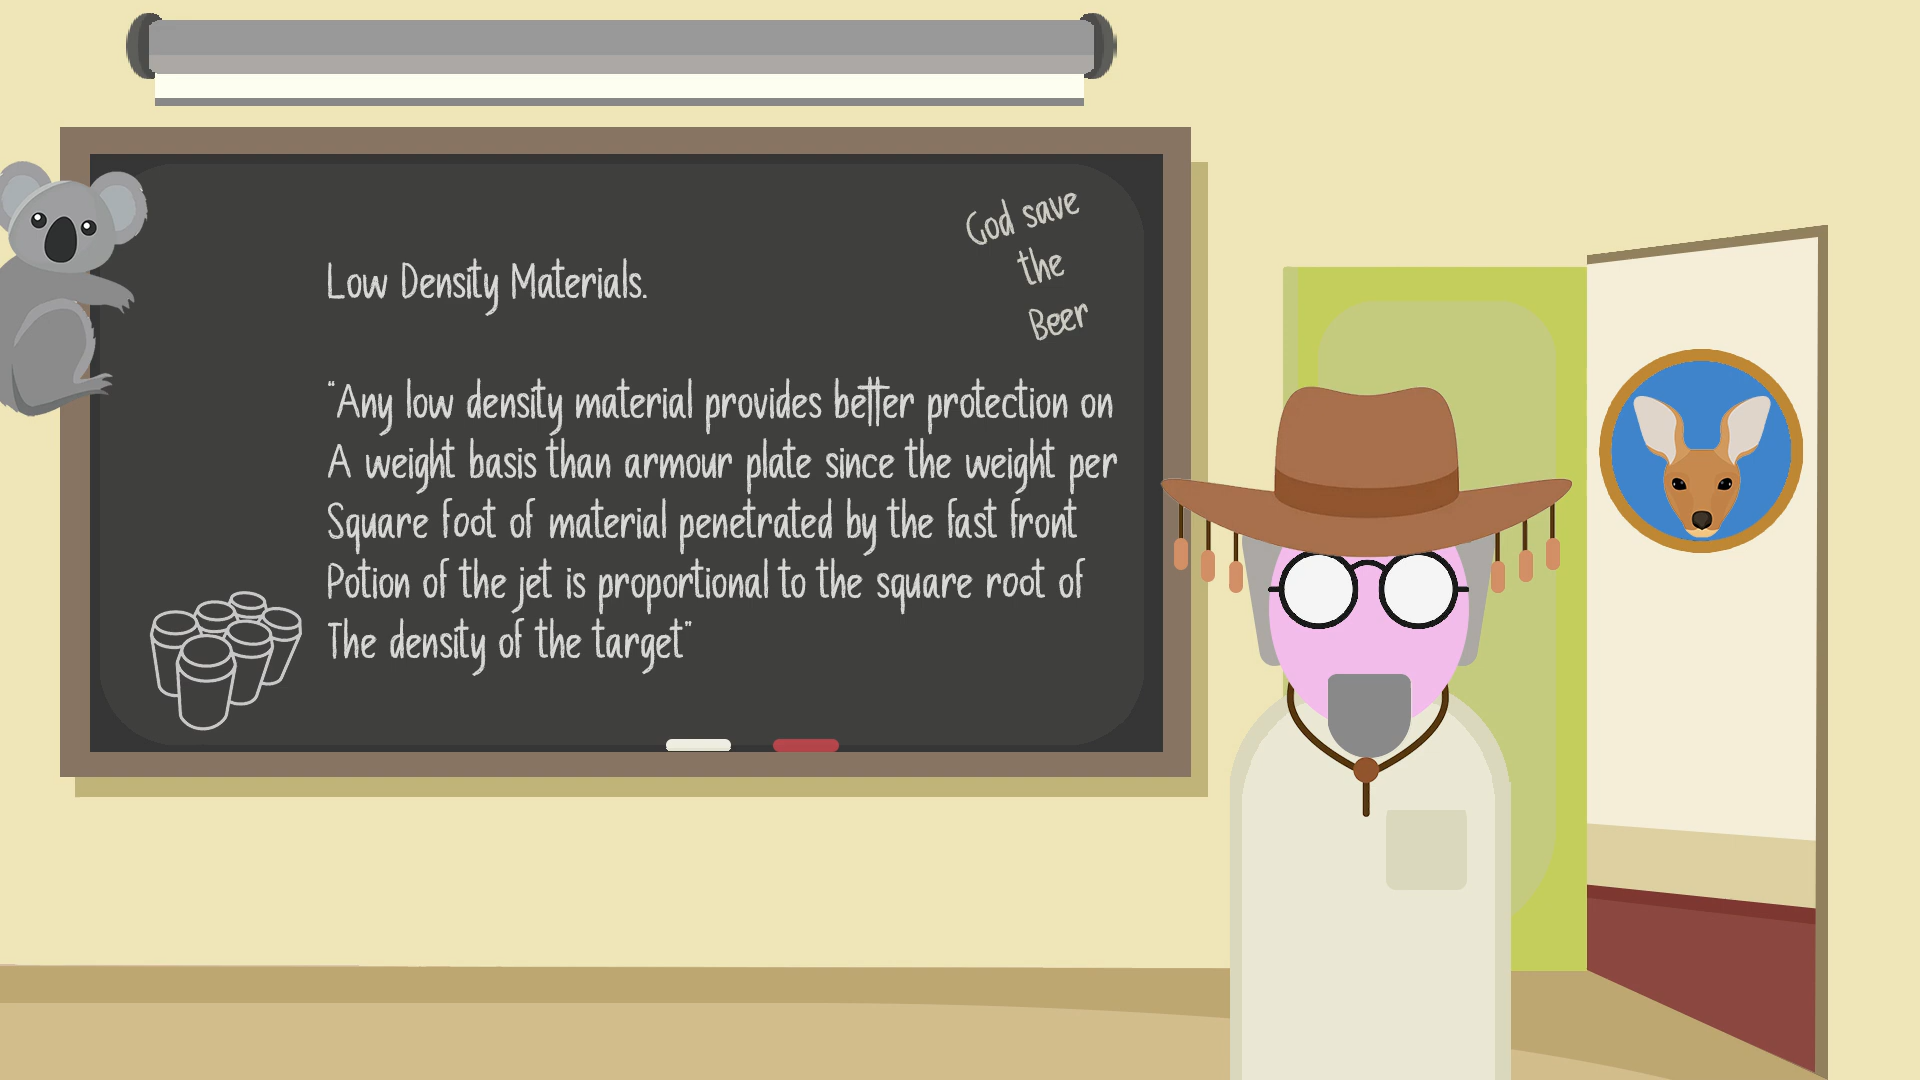 God save
the
Beer
Low Density Materials.
"Any low density material provides better protection on
A weight basis than armour plate since the weight per
Square foot of material penetrated by the fast front
Potion of the jet is proportional to the square root of
The density of the target"